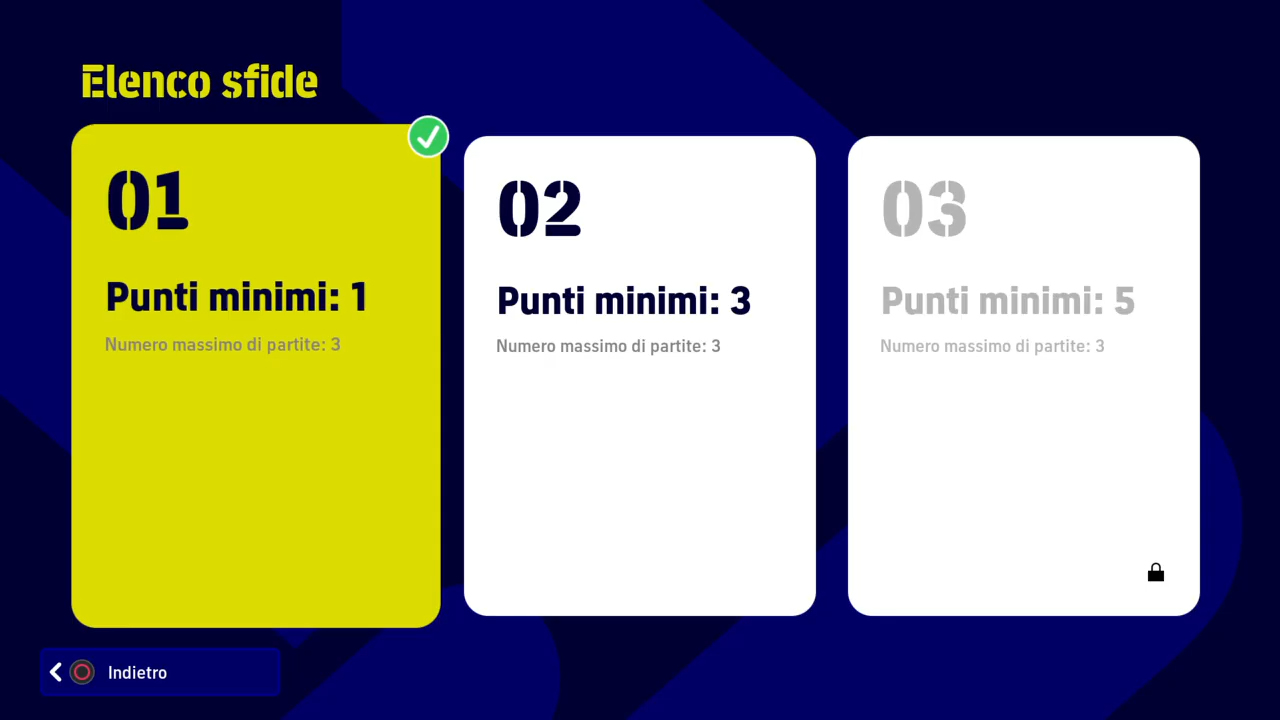 Elenco sfide
01
Punti minimi: 1
Numero massimo di partite: 3
02
Punti minimi: 3
Numero massimo di partite: 3
03
Punti minimi: 5
Numero massimo di partite: 3
Indietro